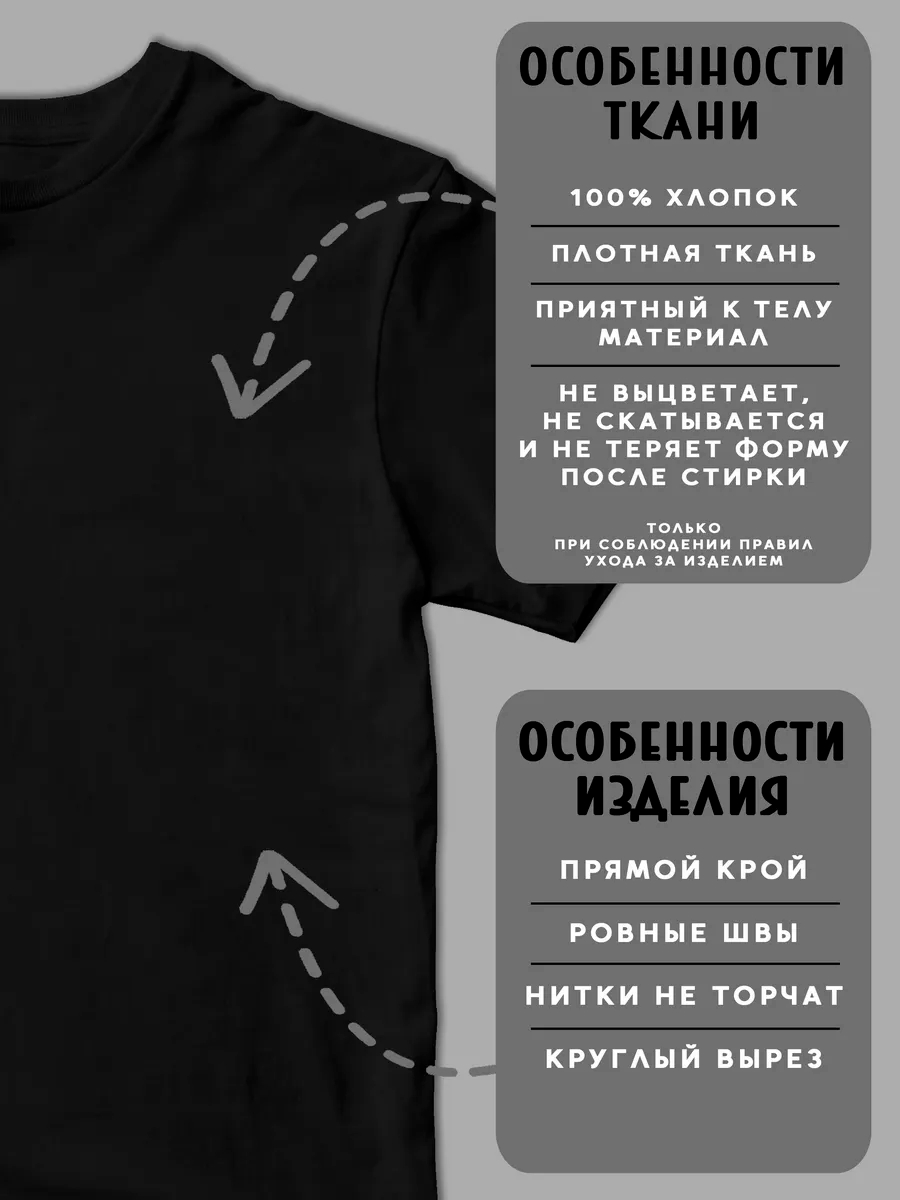 ОСОБЕННОСТИ
ТКАНИ
100% ХЛОПОК
ПЛОТНАЯ ТКАНЬ
ПРИЯТНЫЙ К ТЕЛУ
МАТЕРИАЛ
НЕ ВЫЦВЕТАЕТ,
НЕ СКАТЫВАЕТСЯ
И НЕ ТЕРЯЕТ ФОРМУ
ПОСЛЕ СТИРКИ
ТОЛЬКО
ПРИ СОБЛЮДЕНИИ ПРАВИЛ
УХОДА ЗА ИЗДЕЛИЕМ
ОСОБЕННОСТИ
ИЗДЕЛИЯ
ПРЯМОЙ КРОЙ
РОВНЫЕ ШВЫ
НИТКИ НЕ ТОРЧАТ
КРУГЛЫЙ ВЫРЕЗ